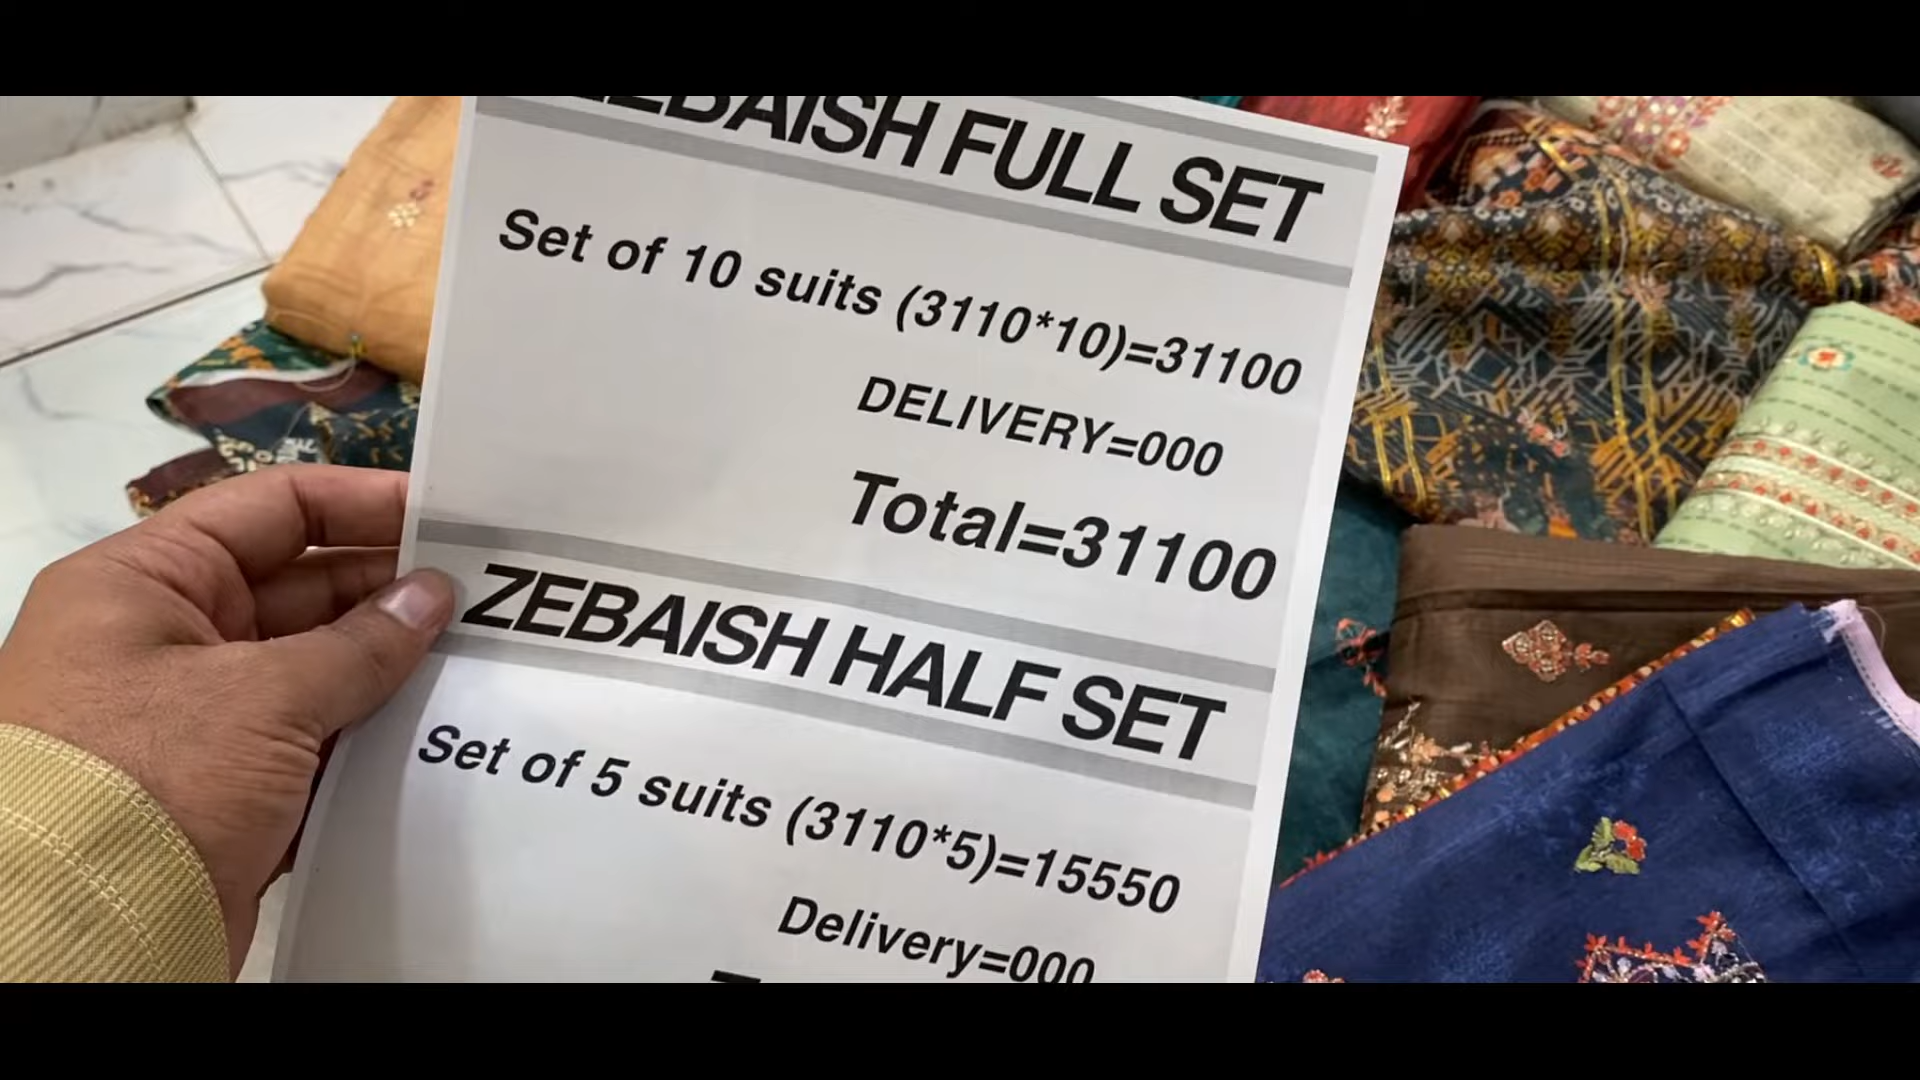 ZEBAISH FULL SET
Set of 10 suits (3110*10)=31100
DELIVERY=000
Total=31100
ZEBAISH HALF SET
Set of 5 suits (3110*5)=15550
Delivery=000